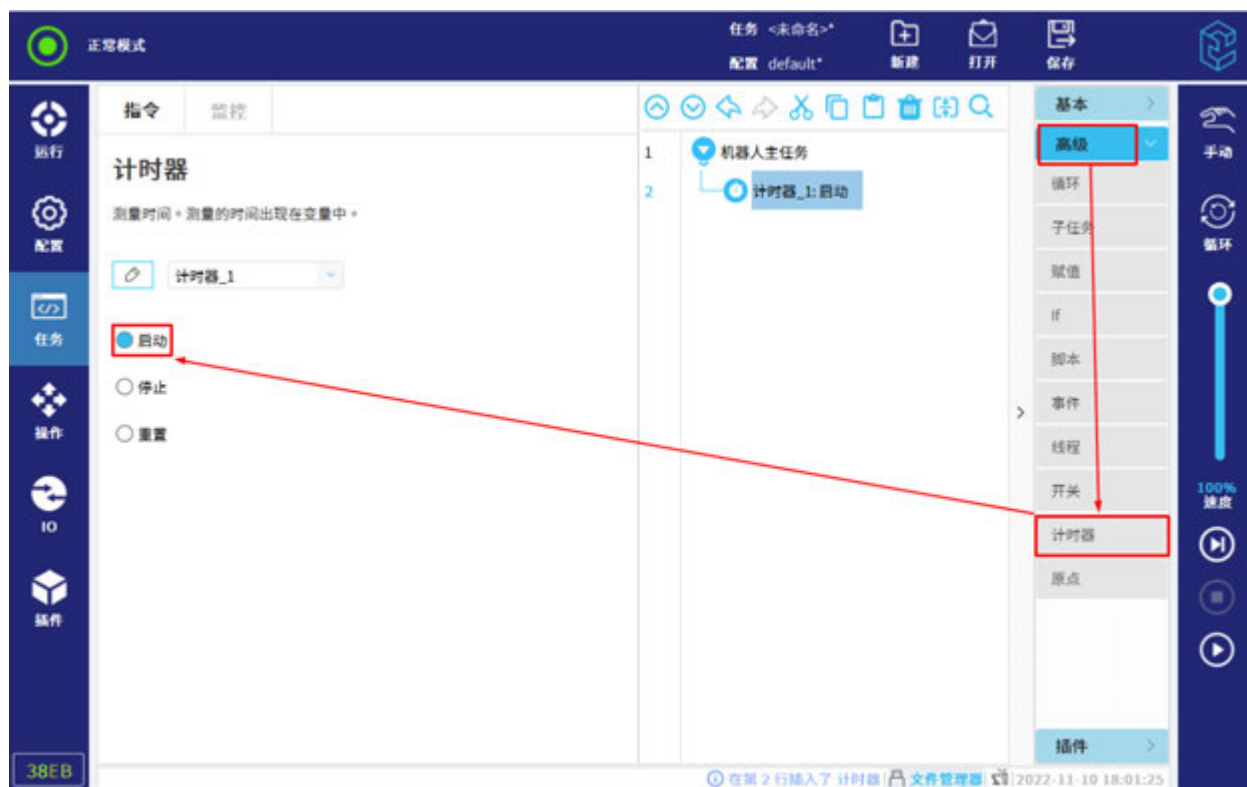 正常模式
任务 <未命名>*
配置 default*
新建
打开
保存
运行
配置
任务
操作
IO
插件
38EB
指令
监控
计时器
测量时间。测量的时间出现在变量中。
计时器_1
启动
停止
重置
1
机器人主任务
2
计时器_1: 启动
基本
高级
循环
子任务
赋值
If
脚本
事件
线程
开关
计时器
原点
插件
手动
循环
100%
速度
在第 2 行插入了 计时器
文件管理器
2022-11-10 18:01:25